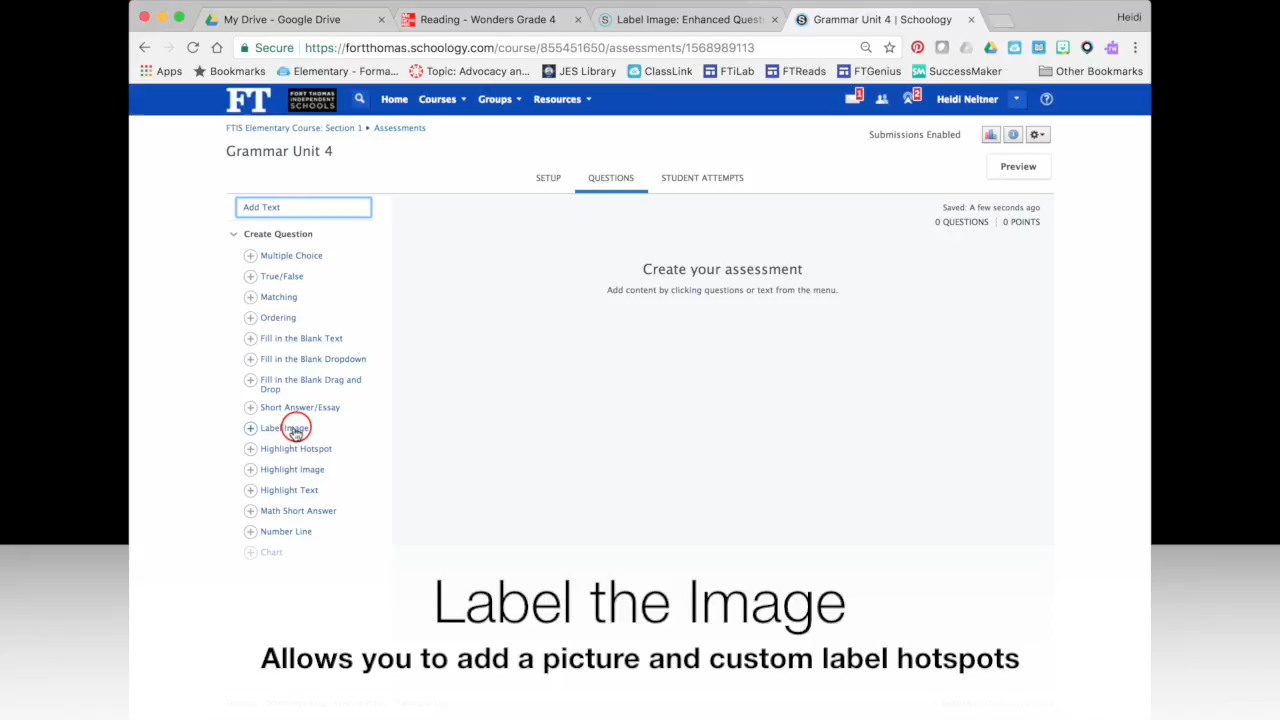 My Drive - Google Drive
Reading - Wonders Grade 4
Label Image: Enhanced Quest
Grammar Unit 4 | Schoology
Heidi
Secure
https://fortthomas.schoology.com/course/855451650/assessments/1568989113
Apps
Bookmarks
Elementary - Forma...
Topic: Advocacy an...
JES Library
ClassLink
FTiLab
FTReads
FTGenius
SuccessMaker
Other Bookmarks
FT
FORT THOMAS
INDEPENDENT
SCHOOLS
Home
Courses
Groups
Resources
1
2
Heidi Neltner
FTIS Elementary Course: Section 1
Assessments
Submissions Enabled
Grammar Unit 4
Preview
SETUP
QUESTIONS
STUDENT ATTEMPTS
Add Text
Saved: A few seconds ago
0 QUESTIONS
0 POINTS
Create Question
Multiple Choice
True/False
Matching
Ordering
Fill in the Blank Text
Fill in the Blank Dropdown
Fill in the Blank Drag and
Drop
Short Answer/Essay
Label Image
Highlight Hotspot
Highlight Image
Highlight Text
Math Short Answer
Number Line
Chart
Create your assessment
Add content by clicking questions or text from the menu.
Label the Image
Allows you to add a picture and custom label hotspots